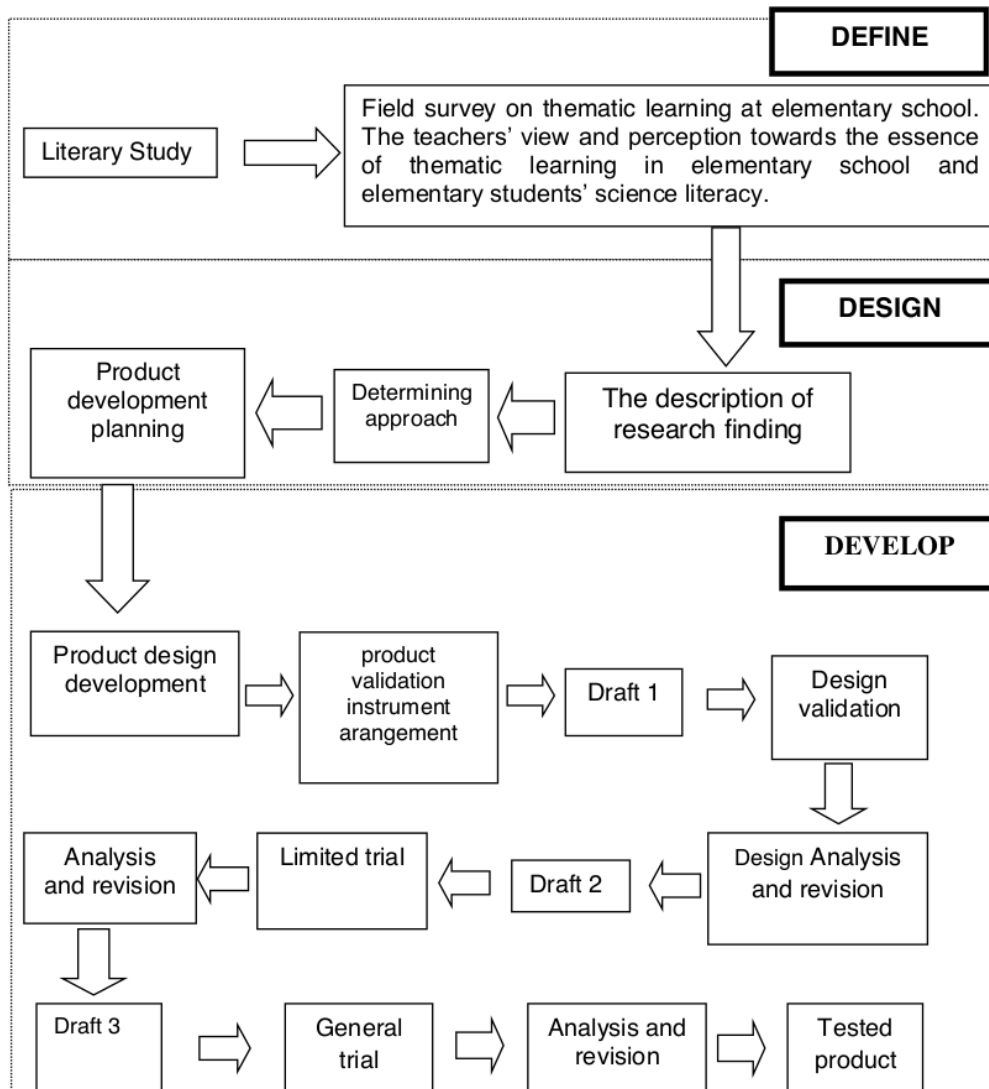 DEFINE
Literary Study
Field survey on thematic learning at elementary school.
The teachers’ view and perception towards the essence
of thematic learning in elementary school and
elementary students’ science literacy.
DESIGN
Product
development
planning
Determining
approach
The description of
research finding
DEVELOP
Product design
development
product
validation
instrument
arangement
Draft 1
Design
validation
Analysis
and revision
Limited trial
Draft 2
Design Analysis
and revision
Draft 3
General
trial
Analysis and
revision
Tested
product